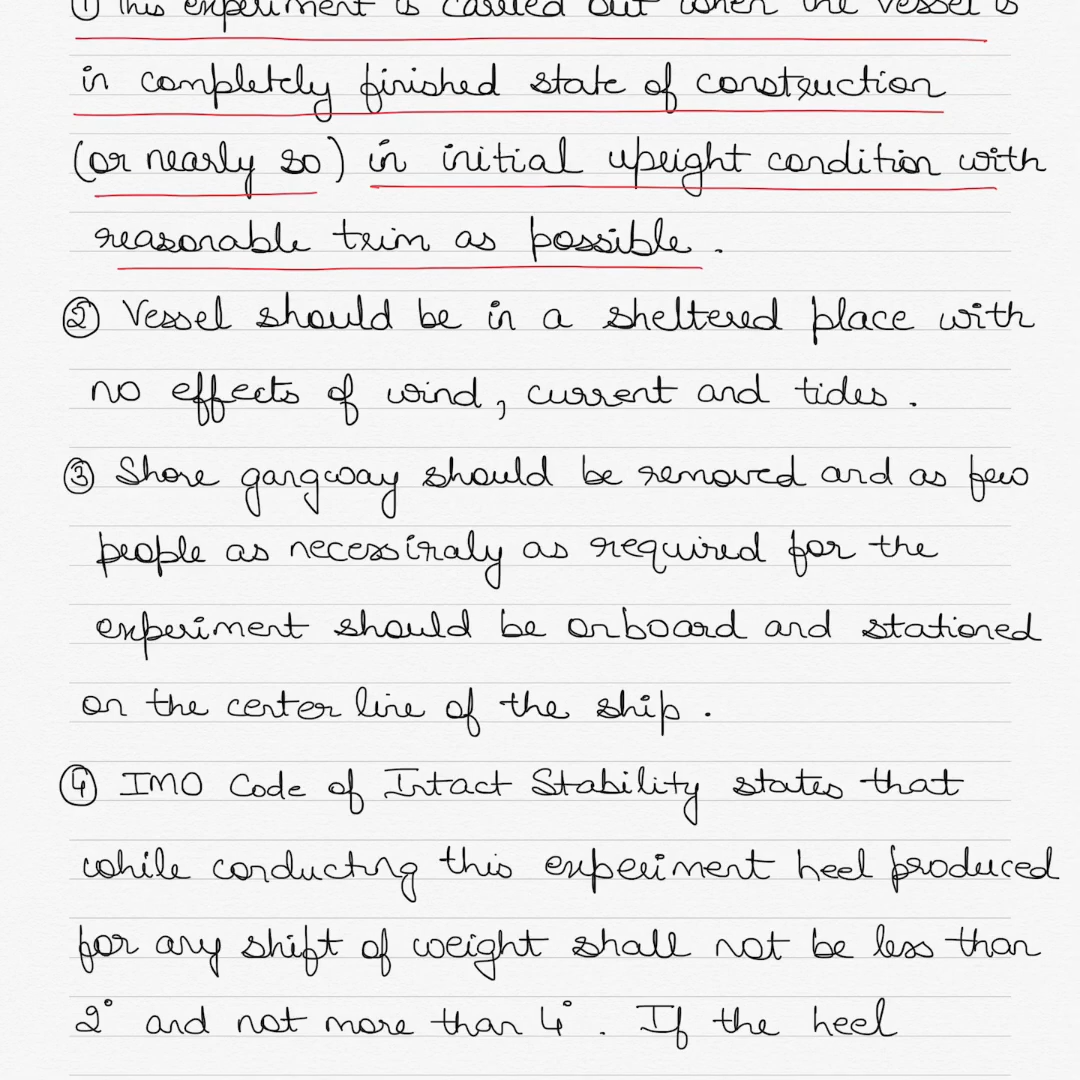 ① This experiment is carried out when the vessel is
in completely finished state of construction
(or nearly so) in initial upright condition with
reasonable trim as possible.
② Vessel should be in a sheltered place with
no effects of wind, current and tides.
③ Shore gangway should be removed and as few
people as necessiraly as required for the
experiment should be onboard and stationed
on the center line of the ship.
④ IMO Code of Intact Stability states that
while conductng this experiment heel produced
for any shift of weight shall not be less than
2° and not more than 4°. If the heel